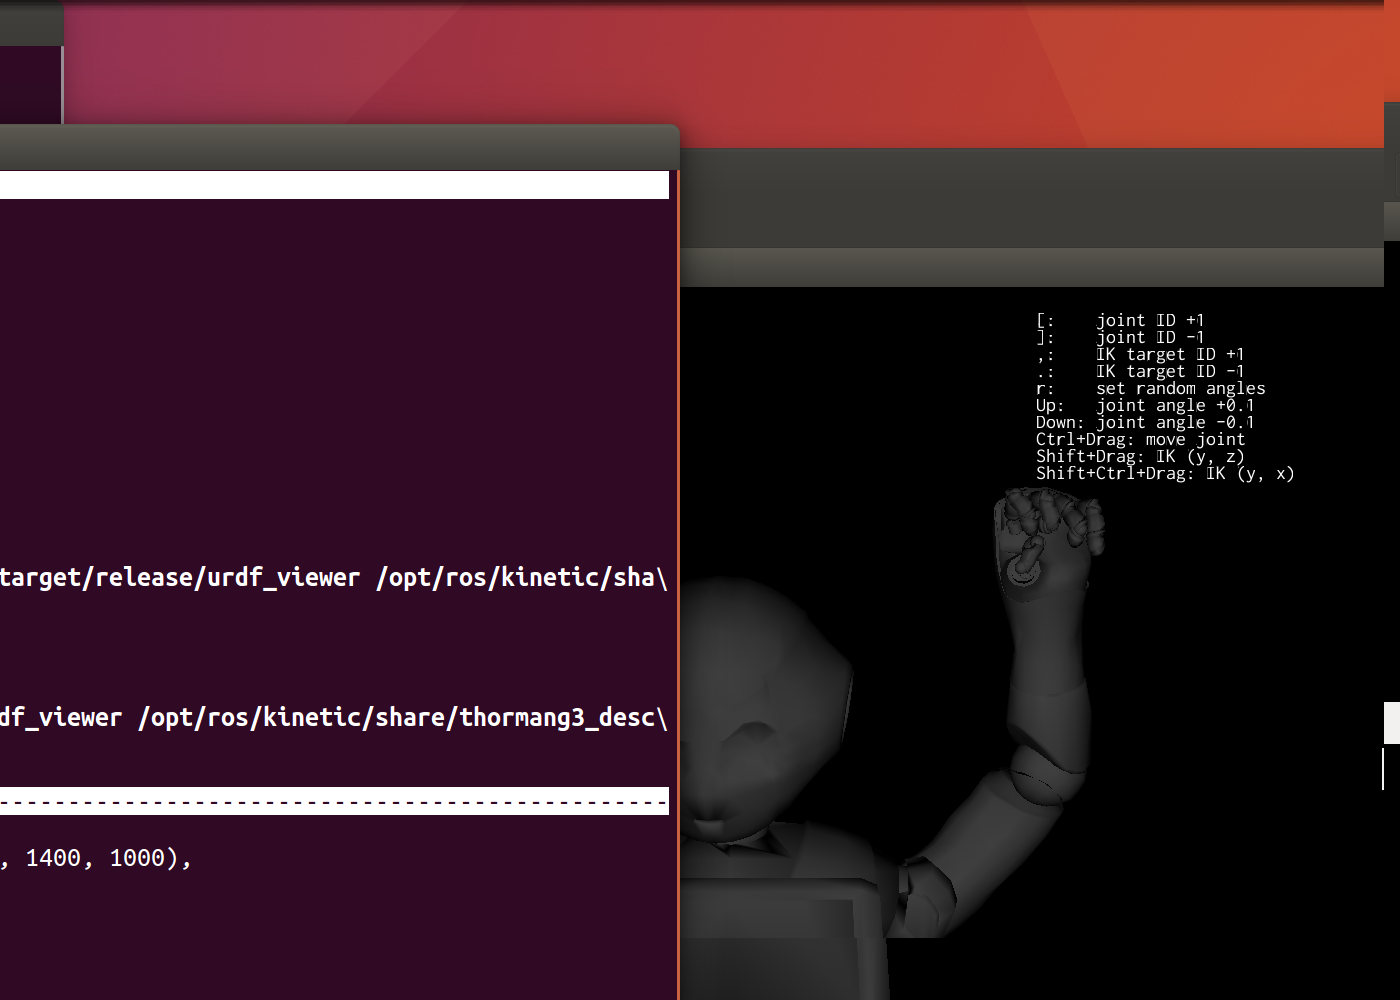 [:    joint ID +1
]:    joint ID -1
,:    IK target ID +1
.:    IK target ID -1
r:    set random angles
Up:   joint angle +0.1
Down: joint angle -0.1
Ctrl+Drag: move joint
Shift+Drag: IK (y, z)
Shift+Ctrl+Drag: IK (y, x)
target/release/urdf_viewer /opt/ros/kinetic/sha\
df_viewer /opt/ros/kinetic/share/thormang3_desc\
------------------------------------------------
, 1400, 1000),